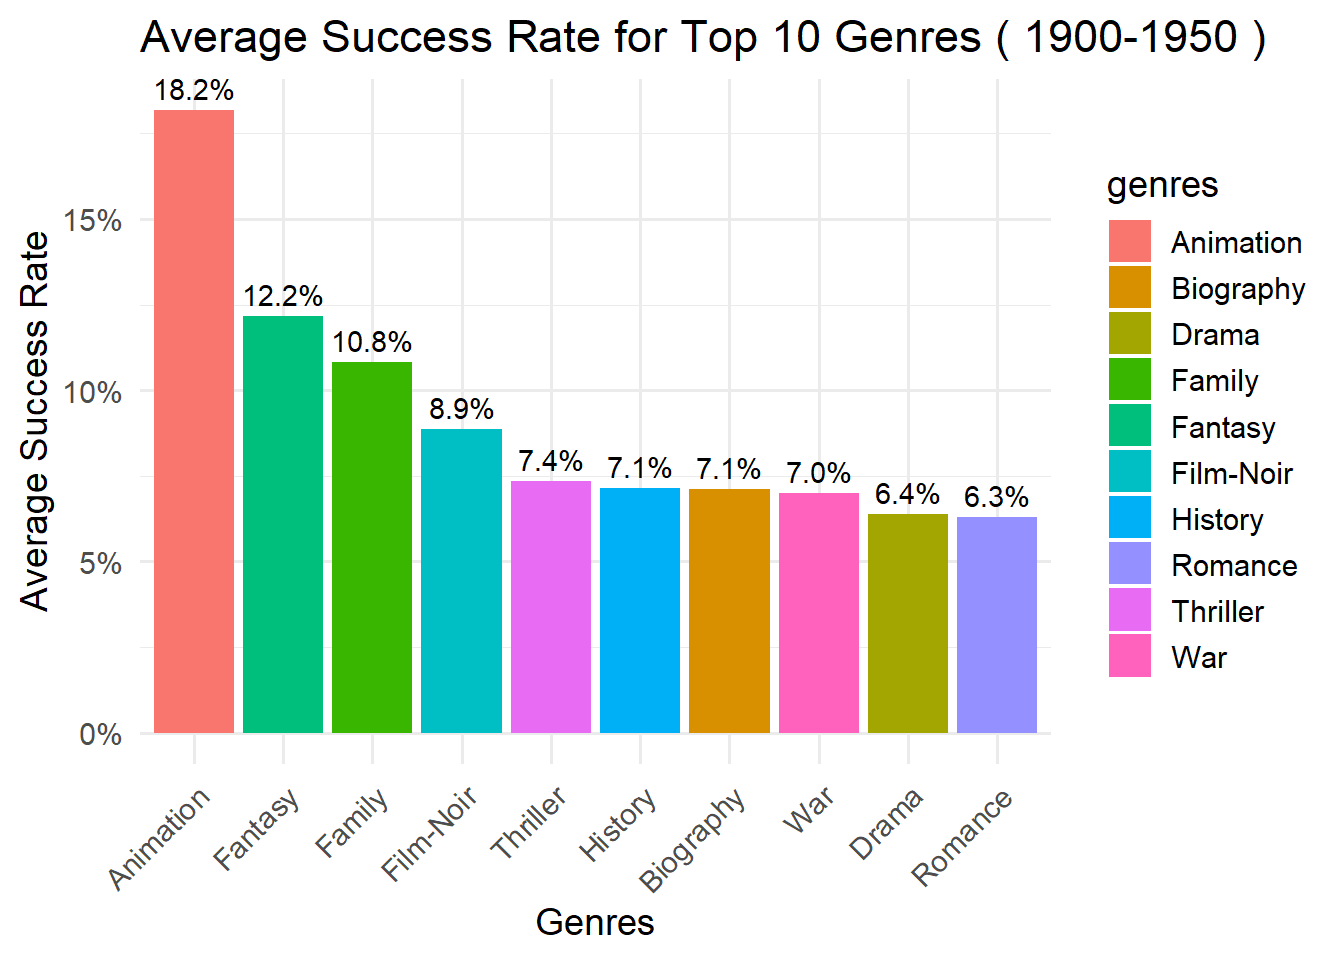 Average Success Rate for Top 10 Genres ( 1900-1950 )
18.2%
12.2%
10.8%
8.9%
7.4%
7.1%
7.1%
7.0%
6.4%
6.3%
15%
10%
5%
0%
Average Success Rate
Animation
Fantasy
Family
Film-Noir
Thriller
History
Biography
War
Drama
Romance
Genres
genres
Animation
Biography
Drama
Family
Fantasy
Film-Noir
History
Romance
Thriller
War